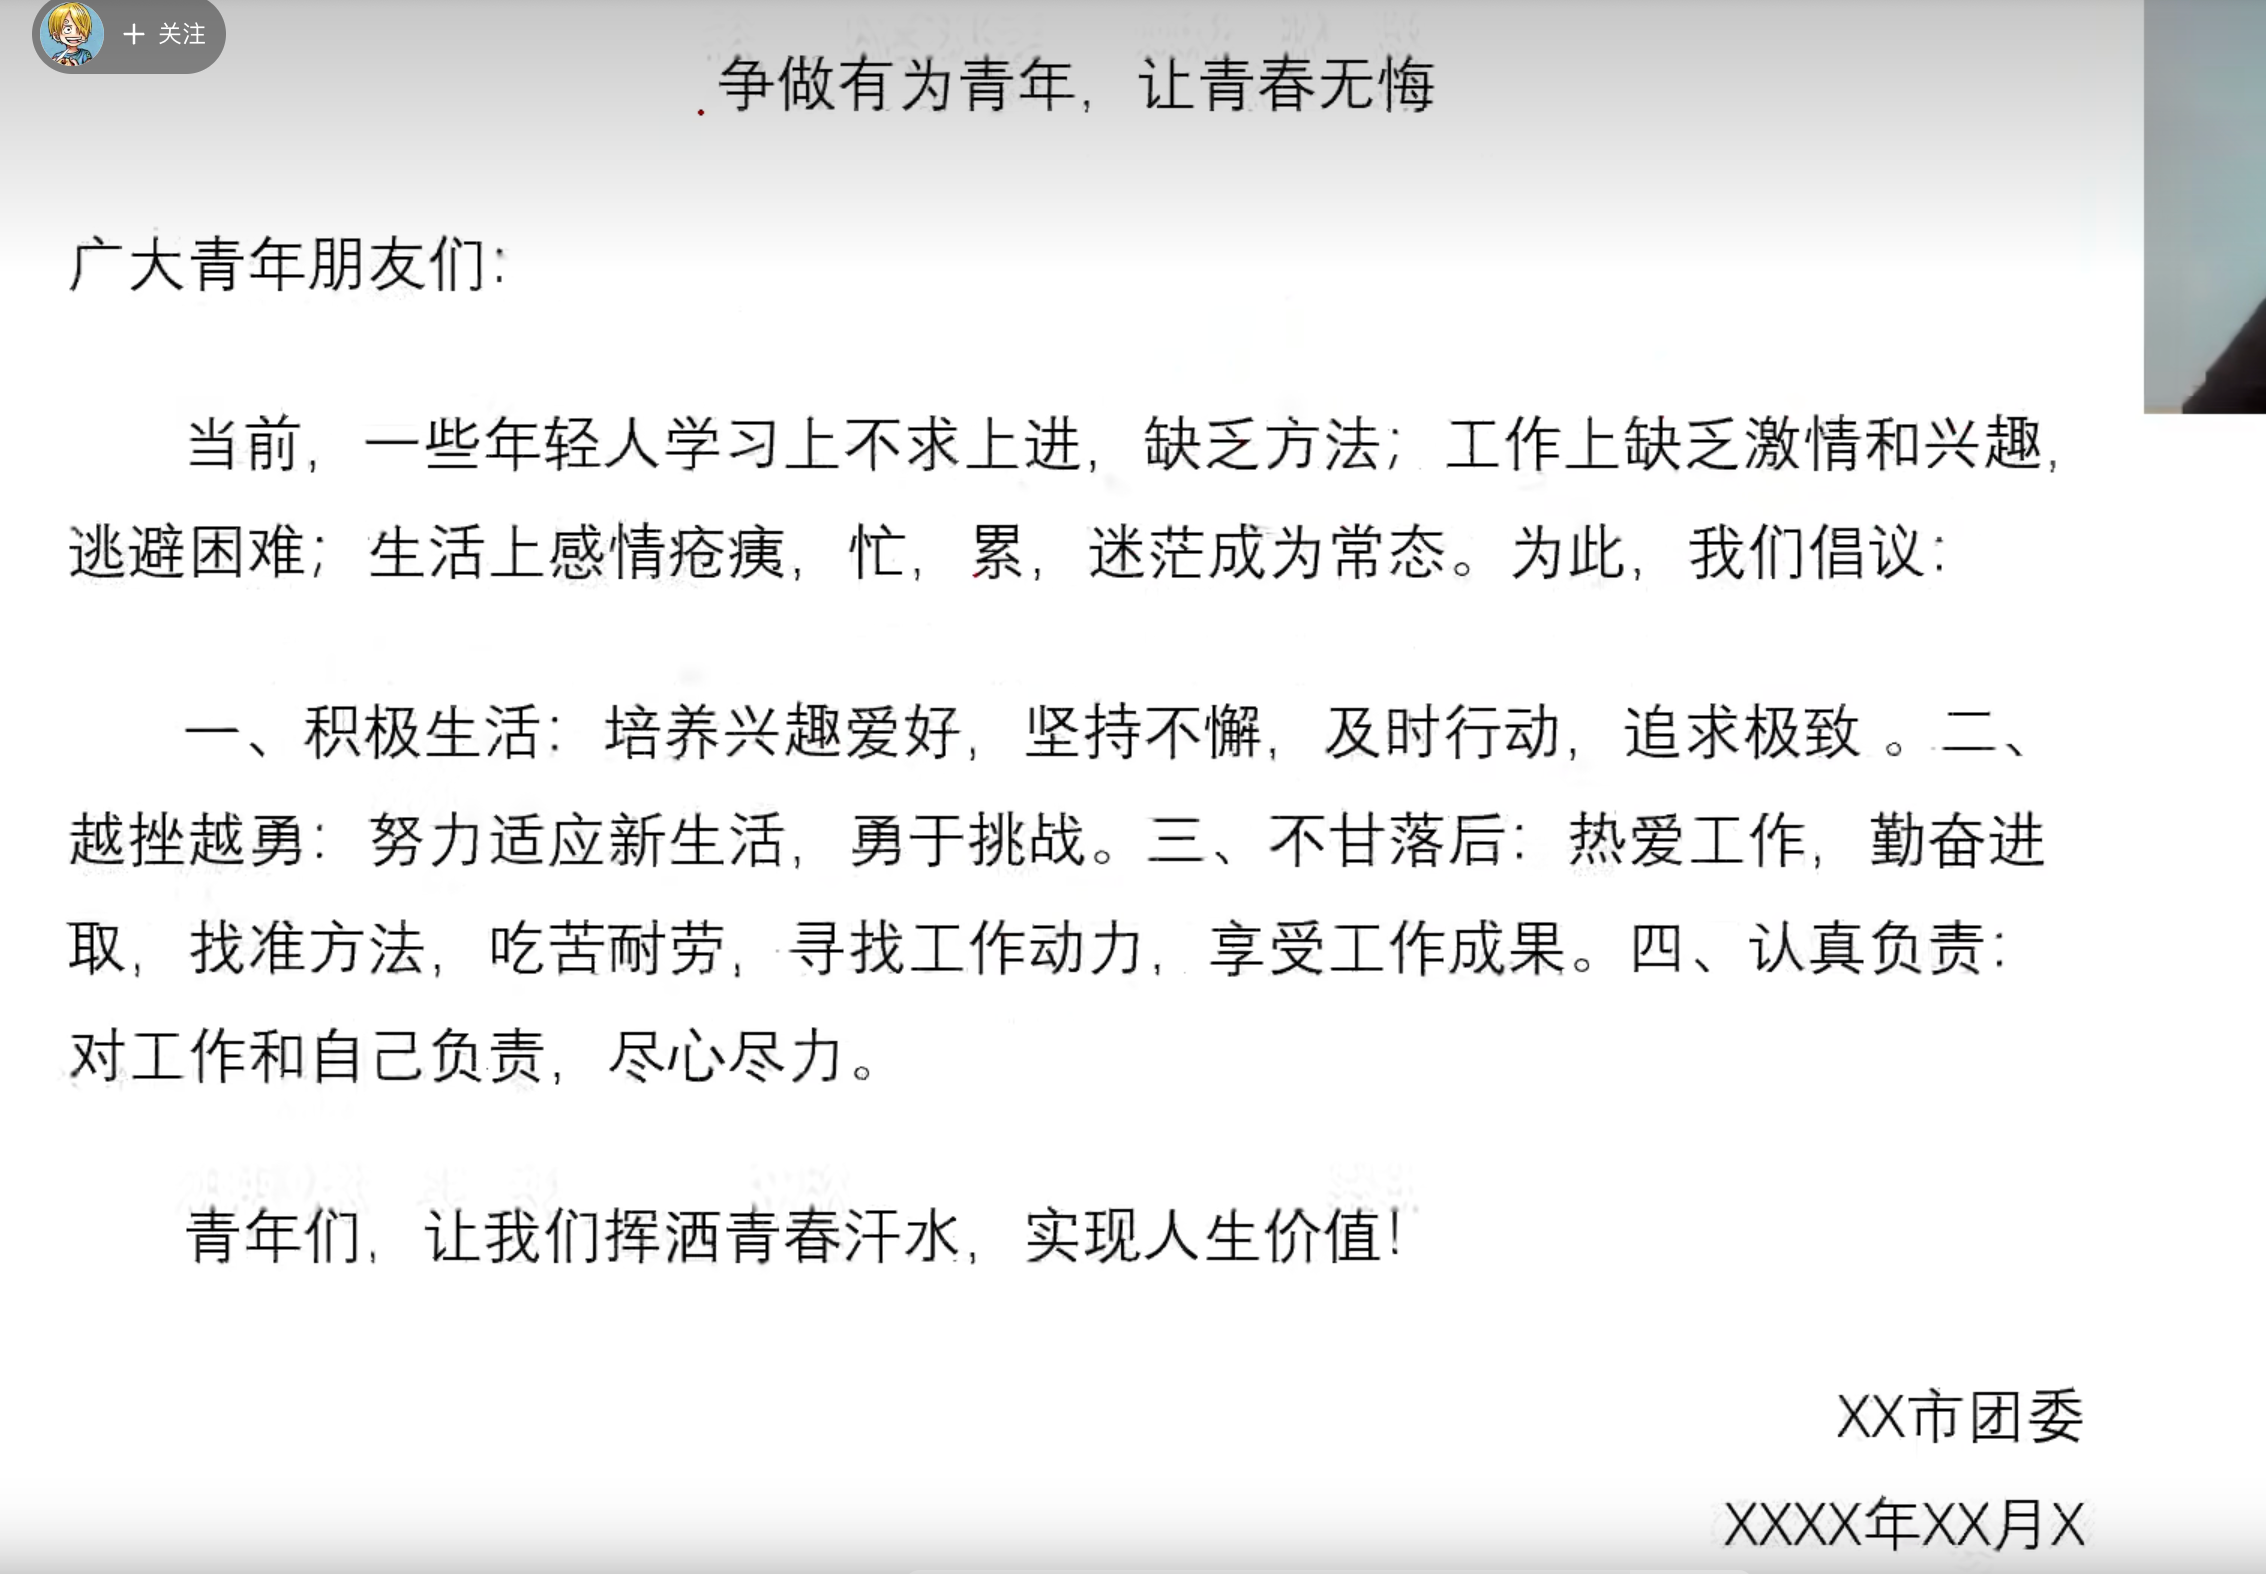 + 关注
争做有为青年，让青春无悔
广大青年朋友们：
当前，一些年轻人学习上不求上进，缺乏方法；工作上缺乏激情和兴趣，
逃避困难；生活上感情疮痍，忙，累，迷茫成为常态。为此，我们倡议：
一、积极生活：培养兴趣爱好，坚持不懈，及时行动，追求极致。二、
越挫越勇：努力适应新生活，勇于挑战。三、不甘落后：热爱工作，勤奋进
取，找准方法，吃苦耐劳，寻找工作动力，享受工作成果。四、认真负责：
对工作和自己负责，尽心尽力。
青年们，让我们挥洒青春汗水，实现人生价值！
XX市团委
XXXX年XX月X